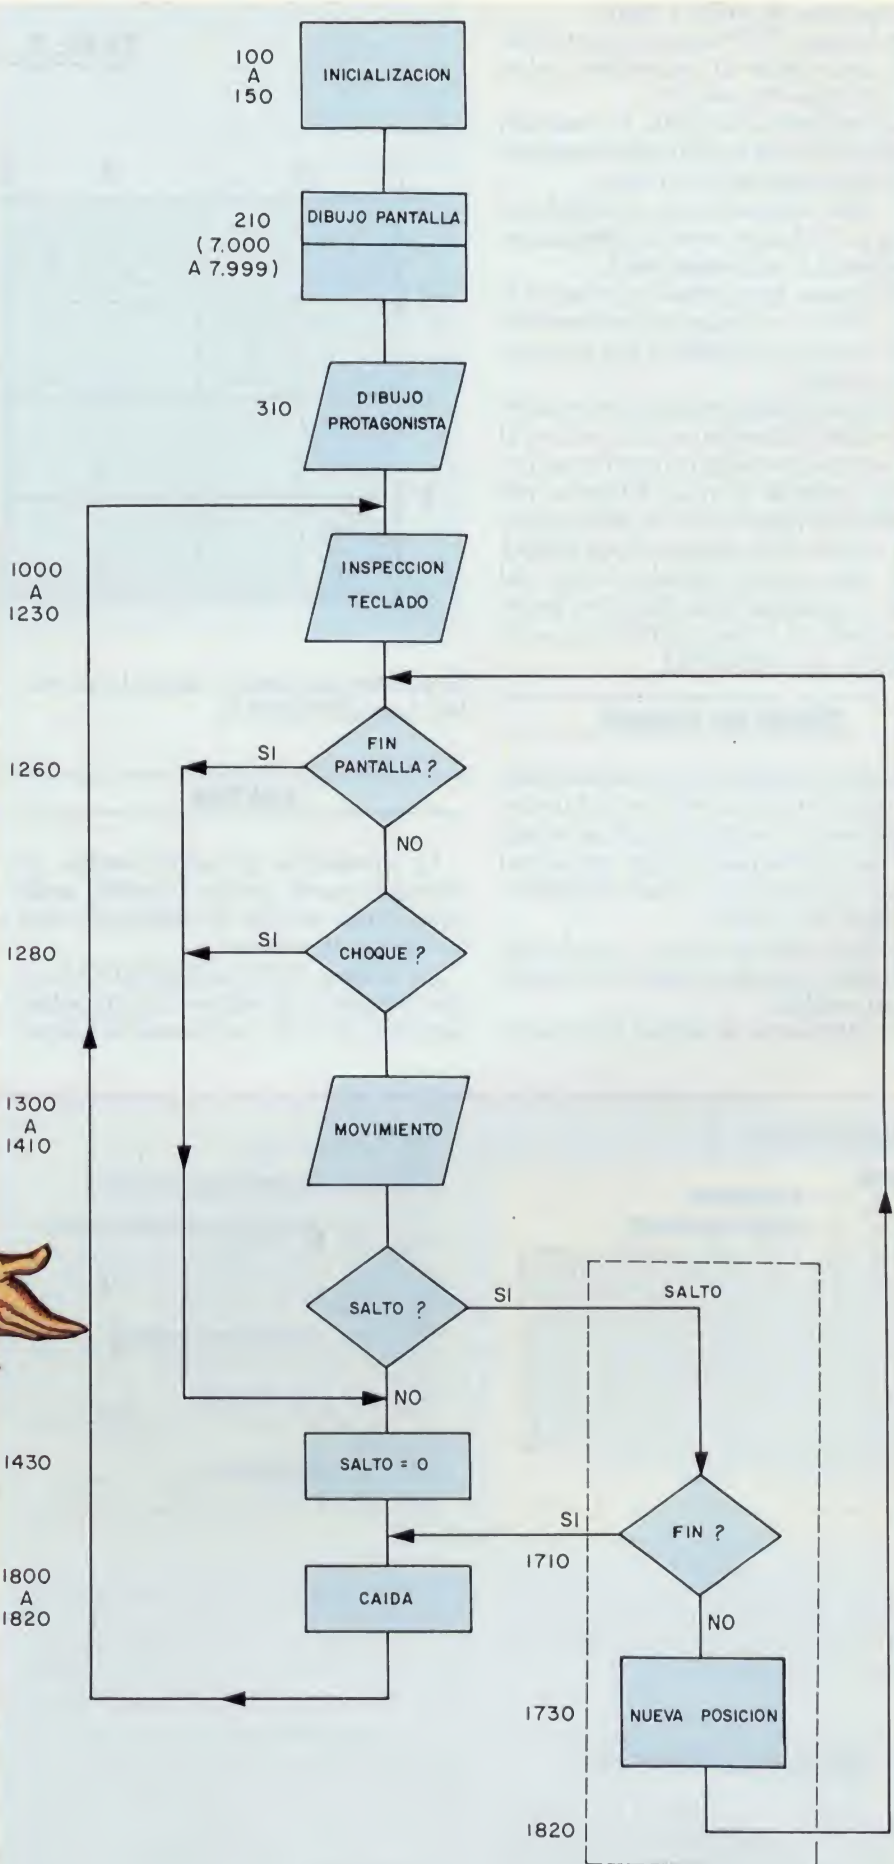 100
A
150
INICIALIZACION
210
(7.000
A 7.999)
DIBUJO PANTALLA
310
DIBUJO
PROTAGONISTA
1000
A
1230
INSPECCION
TECLADO
1260
SI
FIN
PANTALLA ?
NO
1280
SI
CHOQUE ?
1300
A
1410
MOVIMIENTO
SALTO ?
SI
SALTO
NO
1430
SALTO = 0
SI
FIN ?
1710
1800
A
1820
CAIDA
NO
1730
NUEVA POSICION
1820